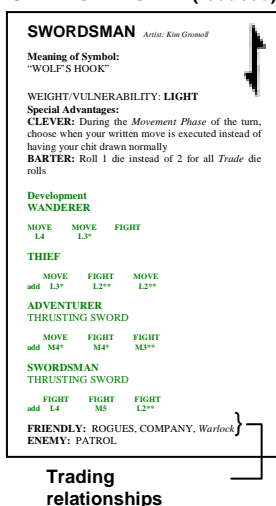 SWORDSMAN Artist: Kim Gromoll
Meaning of Symbol:
"WOLF'S HOOK"
WEIGHT/VULNERABILITY: LIGHT
Special Advantages:
CLEVER: During the Movement Phase of the turn,
choose when your written move is executed instead of
having your chit drawn normally
BARTER: Roll 1 die instead of 2 for all Trade die
rolls
Development
WANDERER
MOVE MOVE FIGHT
L4 L3*
THIEF
MOVE FIGHT MOVE
add L3* L2** L2**
ADVENTURER
THRUSTING SWORD
MOVE FIGHT FIGHT
add M4* M4* M3**
SWORDSMAN
THRUSTING SWORD
FIGHT FIGHT FIGHT
add L4 M5 L2**
FRIENDLY: ROGUES, COMPANY, Warlock}
ENEMY: PATROL
Trading
relationships